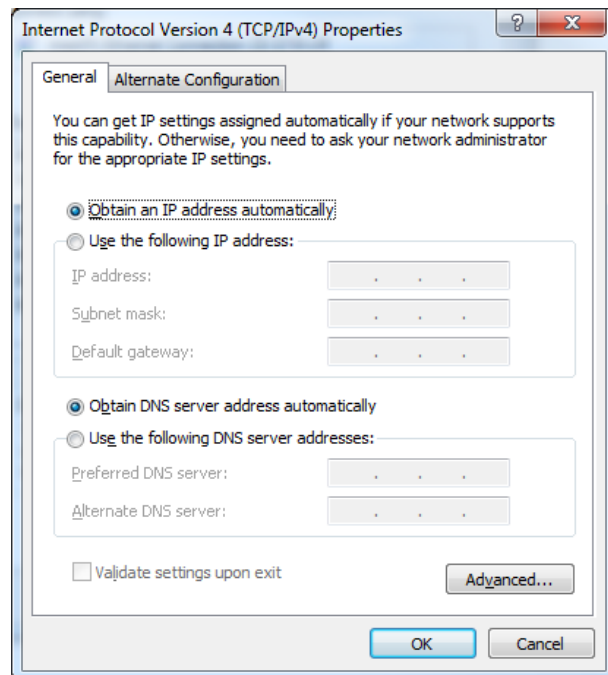 Internet Protocol Version 4 (TCP/IPv4) Properties
General
Alternate Configuration
You can get IP settings assigned automatically if your network supports
this capability. Otherwise, you need to ask your network administrator
for the appropriate IP settings.
Obtain an IP address automatically
Use the following IP address:
IP address:
Subnet mask:
Default gateway:
Obtain DNS server address automatically
Use the following DNS server addresses:
Preferred DNS server:
Alternate DNS server:
Validate settings upon exit
Advanced...
OK
Cancel